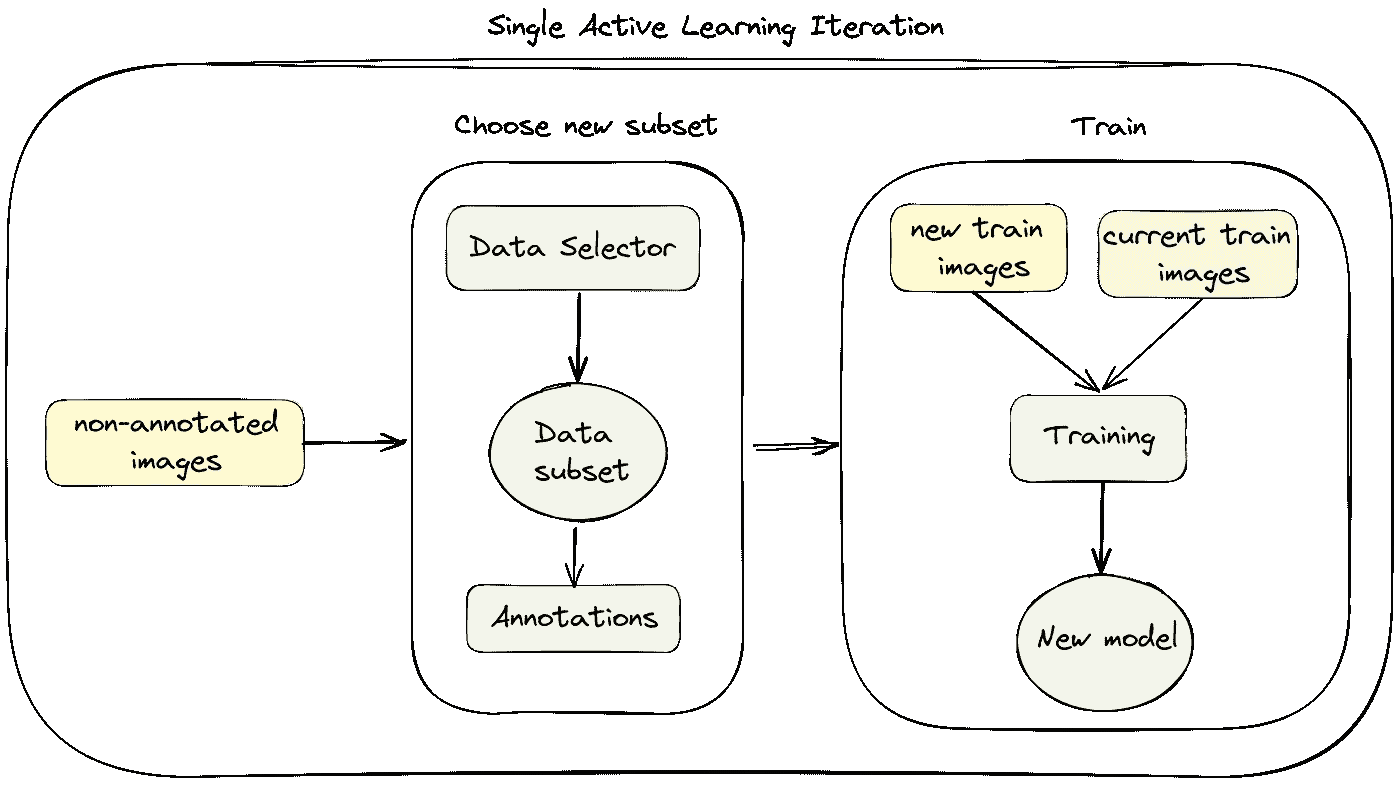 Single Active Learning Iteration
Choose new subset
Train
Data Selector
new train
images
current train
images
non-annotated
images
Data
subset
Training
Annotations
New model